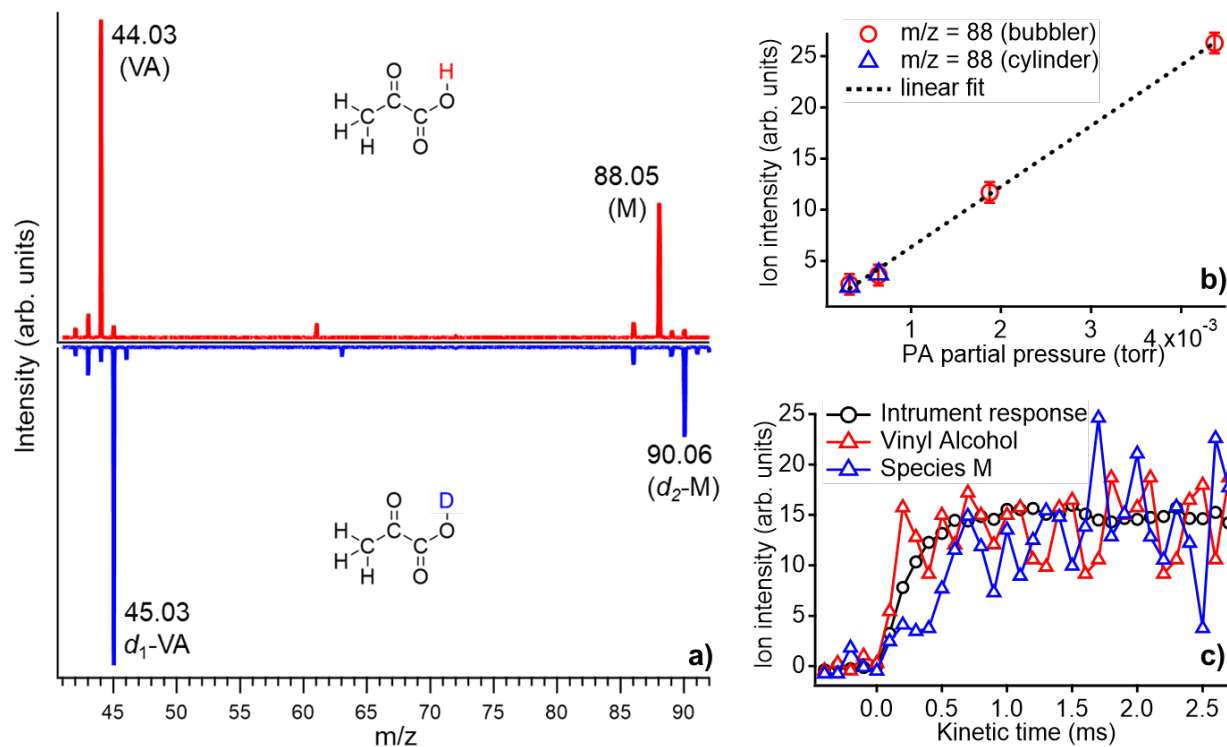 44.03
(VA)
O
H
H
C
O
H
C
H
O
88.05
(M)
Intensity (arb. units)
90.06
(d2-M)
O
D
H
C
O
H
C
H
O
45.03
d1-VA
a)
45
50
55
60
65
70
75
80
85
90
m/z
m/z = 88 (bubbler)
m/z = 88 (cylinder)
linear fit
Ion intensity (arb. units)
25
20
15
10
5
b)
1
2
3
4 x10-3
PA partial pressure (torr)
Intrument response
Vinyl Alcohol
Species M
Ion intensity (arb. units)
25
20
15
10
5
0
c)
0.0
0.5
1.0
1.5
2.0
2.5
Kinetic time (ms)